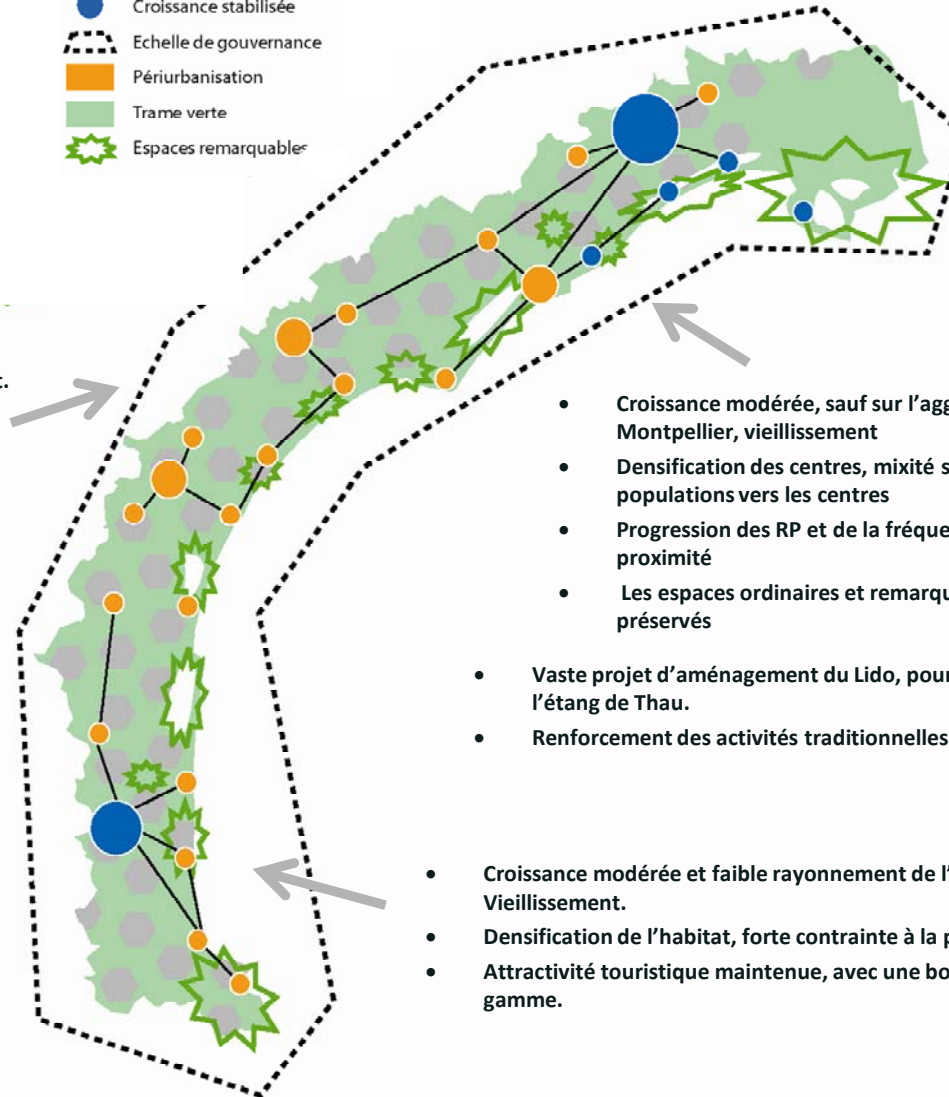 Croissance stabilisée
Echelle de gouvernance
Périurbanisation
Trame verte
Espaces remarquables
t.
• Croissance modérée, sauf sur l'agg
Montpellier, vieillissement
• Densification des centres, mixité s
populations vers les centres
• Progression des RP et de la fréque
proximité
• Les espaces ordinaires et remarqu
préservés
• Vaste projet d'aménagement du Lido, pour
l'étang de Thau.
• Renforcement des activités traditionnelles
• Croissance modérée et faible rayonnement de l'
Vieillissement.
• Densification de l'habitat, forte contrainte à la p
• Attractivité touristique maintenue, avec une bo
gamme.